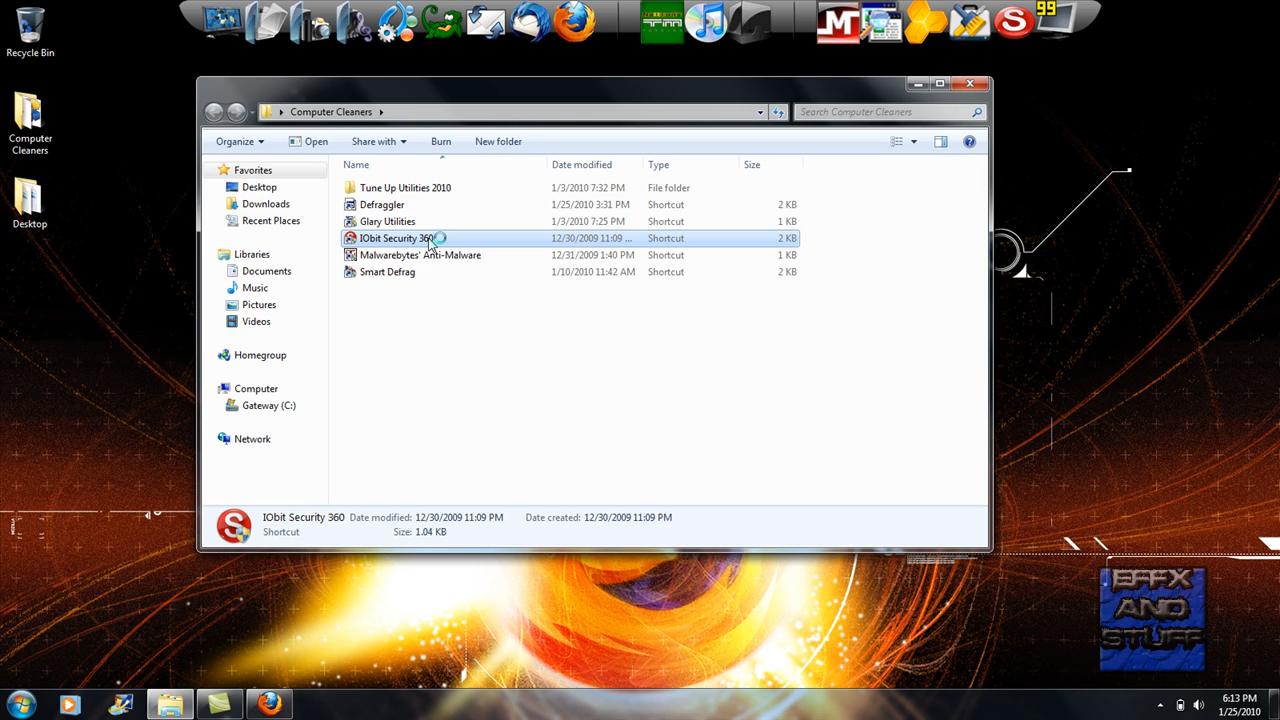 99
Recycle Bin
Computer
Cleaners
Desktop
Computer Cleaners
Search Computer Cleaners
Organize Open Share with Burn New folder
Name Date modified Type Size
Favorites
Desktop
Downloads
Recent Places
Libraries
Documents
Music
Pictures
Videos
Homegroup
Computer
Gateway (C:)
Network
Tune Up Utilities 2010 1/3/2010 7:32 PM File folder
Defraggler 1/25/2010 3:31 PM Shortcut 2 KB
Glary Utilities 1/3/2010 7:25 PM Shortcut 1 KB
IObit Security 360 12/30/2009 11:09 ... Shortcut 2 KB
Malwarebytes' Anti-Malware 12/31/2009 1:40 PM Shortcut 1 KB
Smart Defrag 1/10/2010 11:42 AM Shortcut 2 KB
IObit Security 360 Date modified: 12/30/2009 11:09 PM Date created: 12/30/2009 11:09 PM
Shortcut Size: 1.04 KB
EFFX
AND
STUFF
6:13 PM
1/25/2010